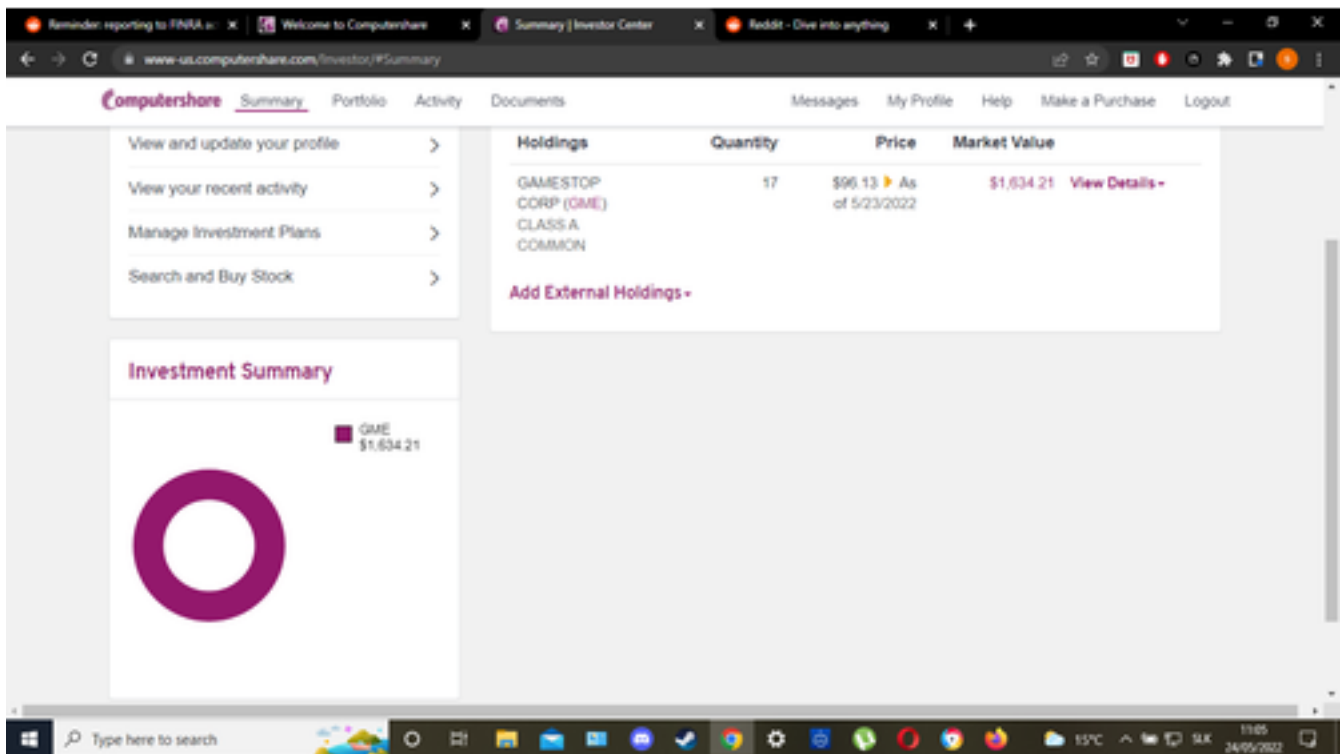 Reminder: reporting to FINRA ac
Welcome to Computershare
Summary | Investor Center
Reddit - Dive into anything
www-us.computershare.com/Investor/#Summary
Computershare Summary Portfolio Activity Documents Messages My Profile Help Make a Purchase Logout
View and update your profile
View your recent activity
Manage Investment Plans
Search and Buy Stock
Holdings Quantity Price Market Value
GAMESTOP 17 $96.13 As $1,634.21 View Details
CORP (GME) of 5/23/2022
CLASS A
COMMON
Add External Holdings
Investment Summary
GME
$1,634.21
Type here to search
15°C
SLK
11:05
24/05/2022